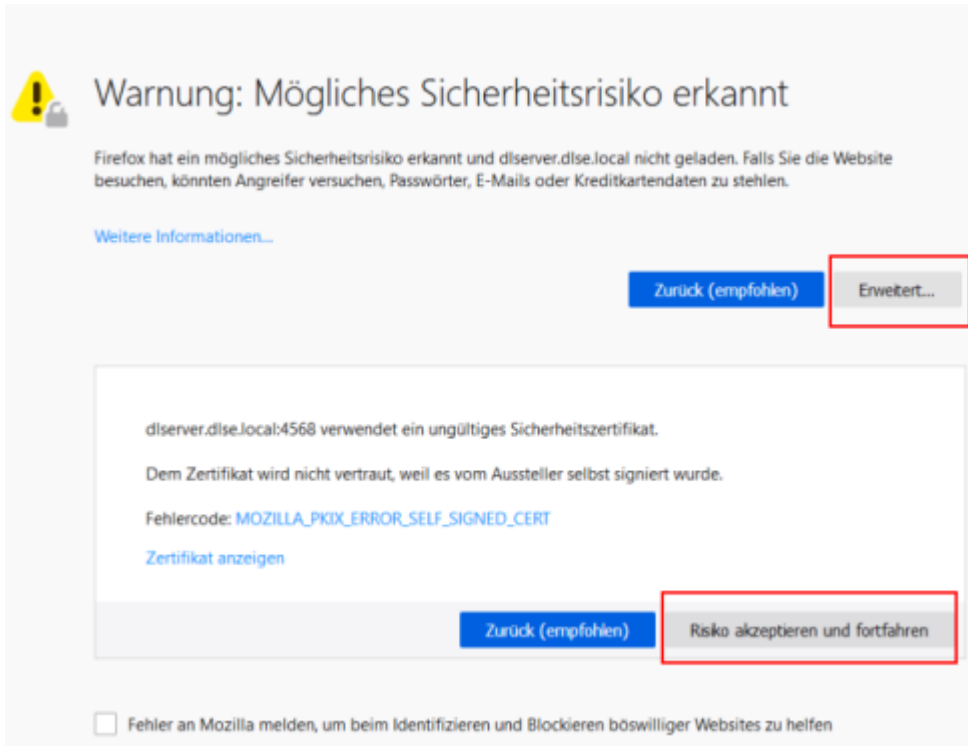 Warnung: Mögliches Sicherheitsrisiko erkannt
Firefox hat ein mögliches Sicherheitsrisiko erkannt und dlserver.dlse.local nicht geladen. Falls Sie die Website
besuchen, könnten Angreifer versuchen, Passwörter, E-Mails oder Kreditkartendaten zu stehlen.
Weitere Informationen...
Zurück (empfohlen)
Erweitert...
dlserver.dlse.local:4568 verwendet ein ungültiges Sicherheitszertifikat.
Dem Zertifikat wird nicht vertraut, weil es vom Aussteller selbst signiert wurde.
Fehlercode: MOZILLA_PKIX_ERROR_SELF_SIGNED_CERT
Zertifikat anzeigen
Zurück (empfohlen)
Risiko akzeptieren und fortfahren
Fehler an Mozilla melden, um beim Identifizieren und Blockieren böswilliger Websites zu helfen